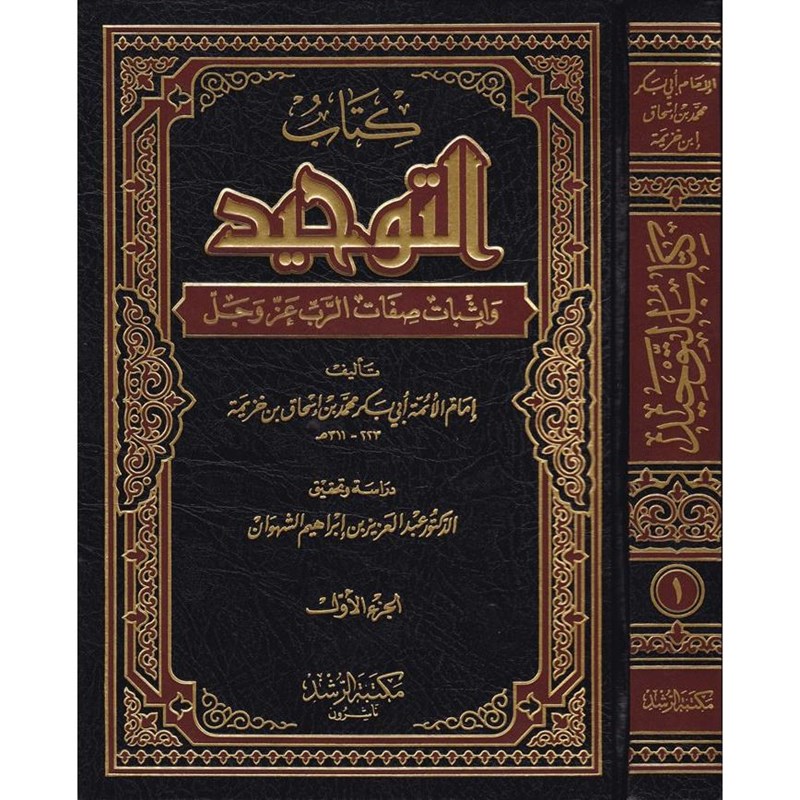 كتاب
التوحيد
وإثبات صفات الرب عز وجل
تأليف
إمام الأئمة أبي بكر محمد بن إسحاق بن خزيمة
٢٢٣ - ٣١١هـ
دراسة وتحقيق
الدكتور عبد العزيز بن إبراهيم الشهوان
الجزء الأول
مكتبة الرشد
ناشرون
الإمام أبي بكر
محمد بن إسحاق
ابن خزيمة
كتاب التوحيد
١
مكتبة الرشد